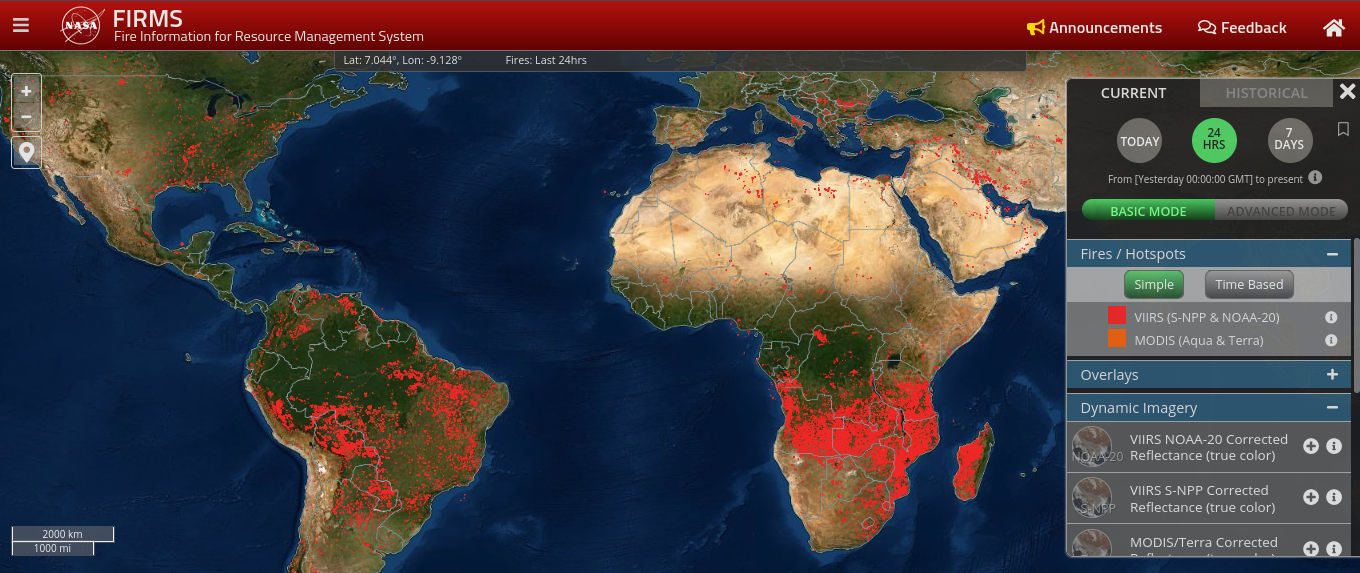 NASA
FIRMS
Fire Information for Resource Management System
Announcements
Feedback
Lat: 7.044°, Lon: -9.128°
Fires: Last 24hrs
+
−
CURRENT
HISTORICAL
TODAY
24
HRS
7
DAYS
From [Yesterday 00:00:00 GMT] to present
BASIC MODE
ADVANCED MODE
Fires / Hotspots
Simple
Time Based
VIIRS (S-NPP & NOAA-20)
MODIS (Aqua & Terra)
Overlays
Dynamic Imagery
NOAA-20
VIIRS NOAA-20 Corrected
Reflectance (true color)
S-NPP
VIIRS S-NPP Corrected
Reflectance (true color)
MODIS/Terra Corrected
Reflectance (true color)
2000 km
1000 mi